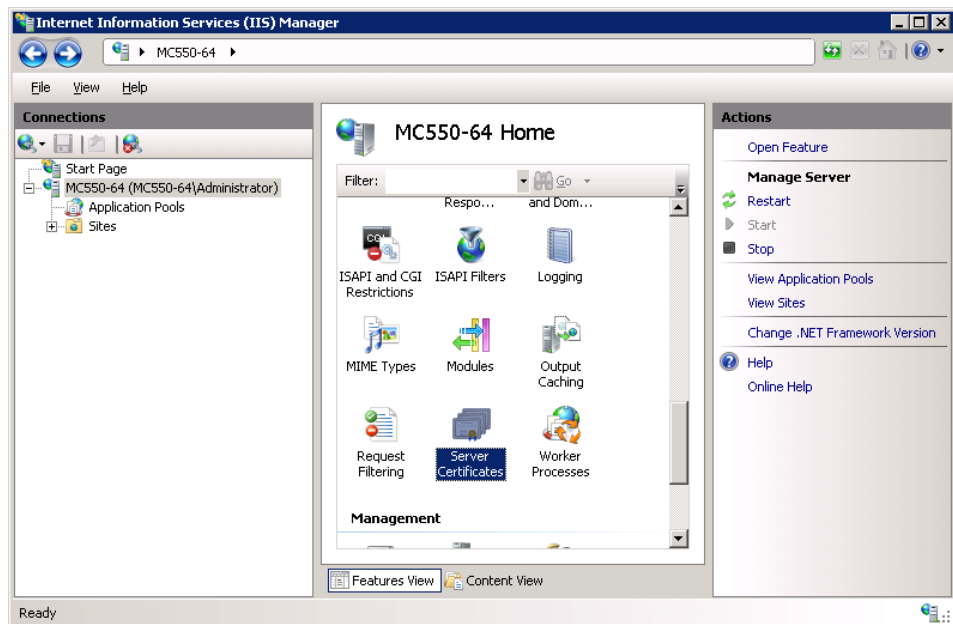 Internet Information Services (IIS) Manager
MC550-64
File View Help
Connections
Start Page
MC550-64 (MC550-64\Administrator)
Application Pools
Sites
MC550-64 Home
Filter: Go
Respo... and Dom...
ISAPI and CGI Restrictions
ISAPI Filters
Logging
MIME Types
Modules
Output Caching
Request Filtering
Server Certificates
Worker Processes
Management
Features View
Content View
Actions
Open Feature
Manage Server
Restart
Start
Stop
View Application Pools
View Sites
Change .NET Framework Version
Help
Online Help
Ready